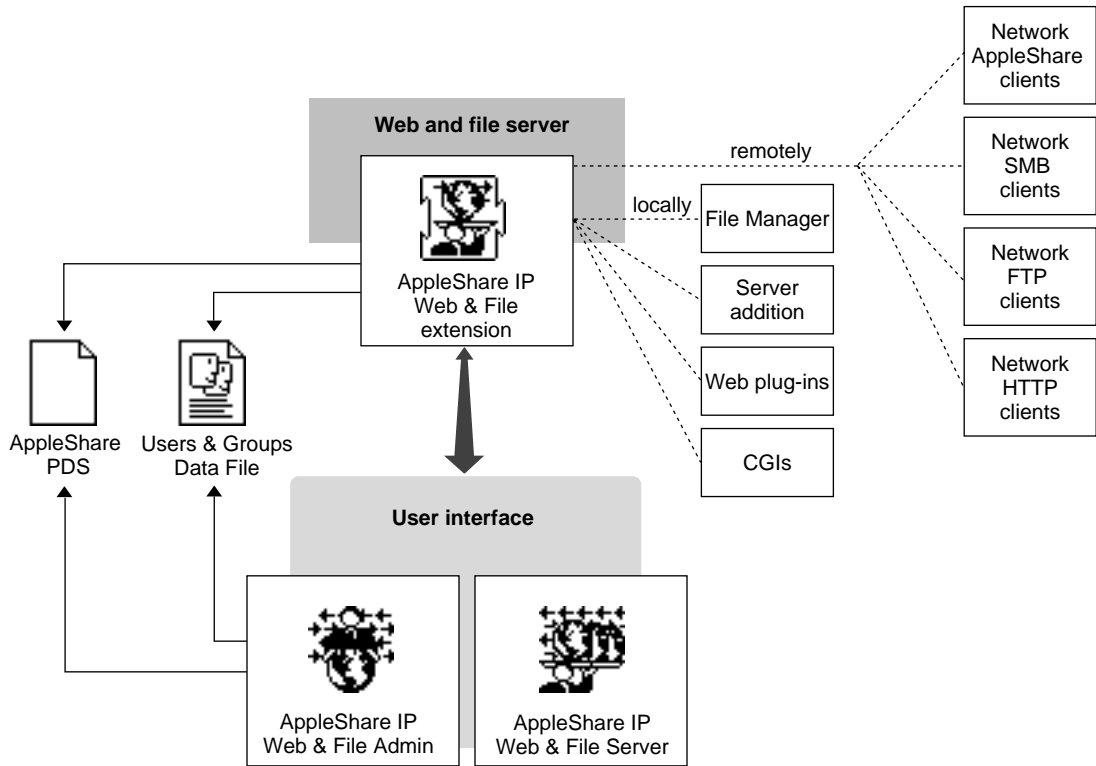 Network
AppleShare
clients
Web and file server
remotely
Network
SMB
clients
locally
File Manager
AppleShare IP
Web & File
extension
Server
addition
Network
FTP
clients
Web plug-ins
Network
HTTP
clients
AppleShare
PDS
Users & Groups
Data File
CGIs
User interface
AppleShare IP
Web & File Admin
AppleShare IP
Web & File Server